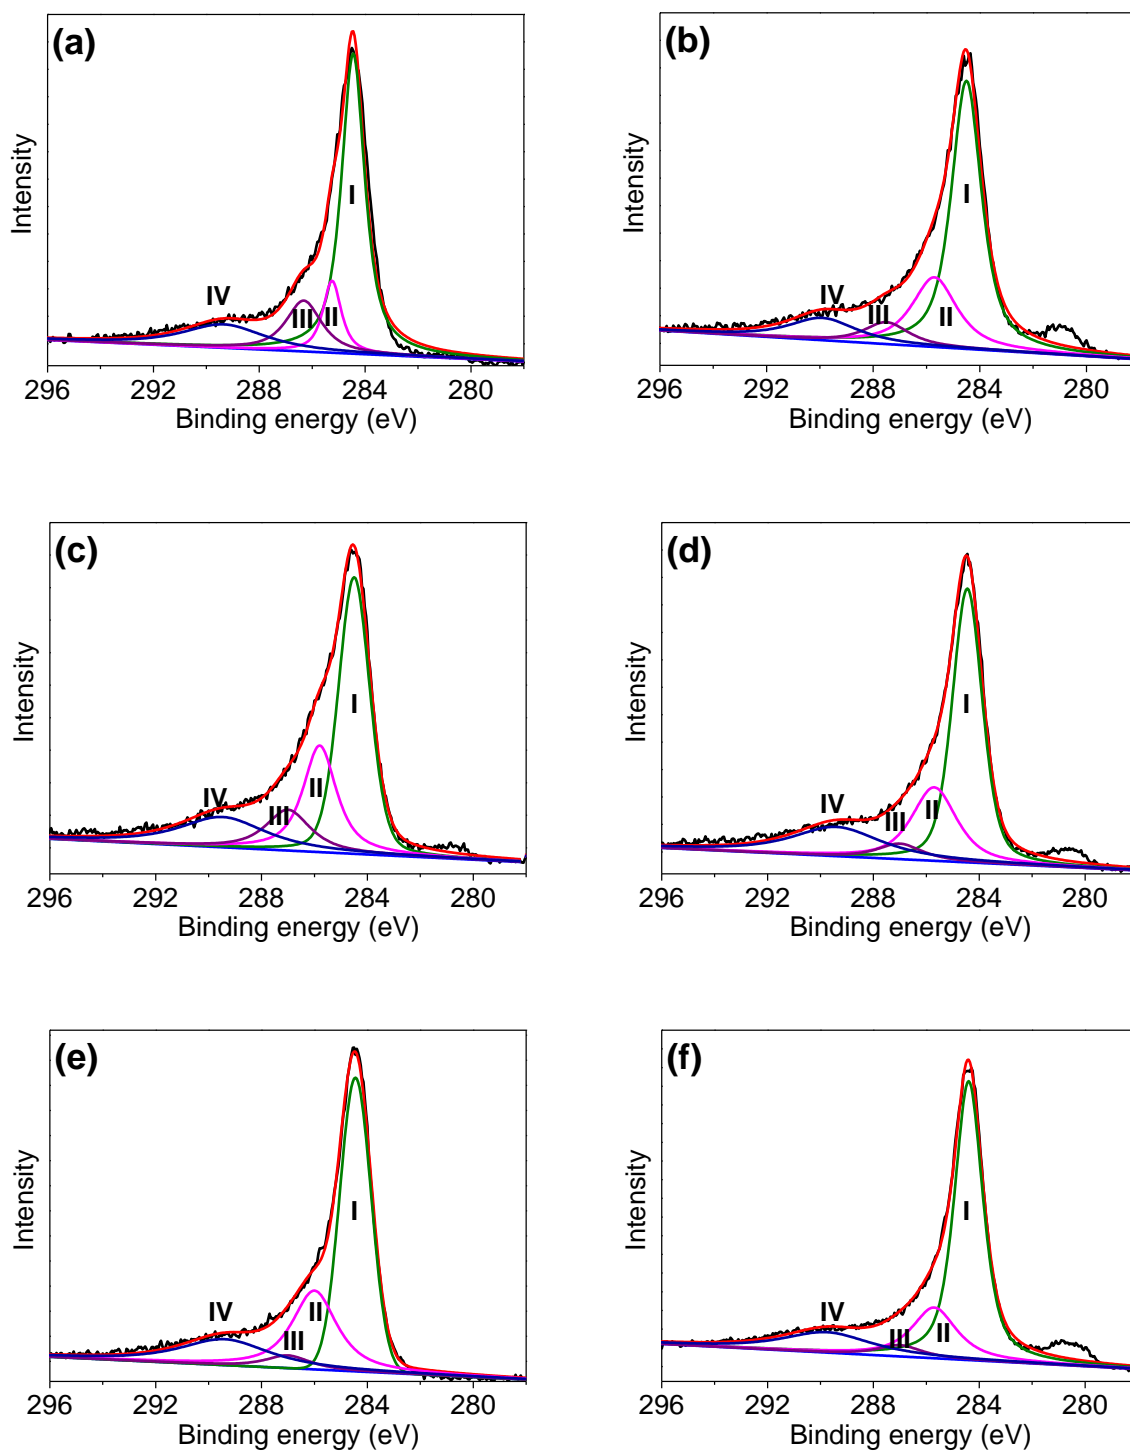 (a)
Intensity
I
II
III
IV
296 292 288 284 280
Binding energy (eV)
(b)
Intensity
I
II
III
IV
296 292 288 284 280
Binding energy (eV)
(c)
Intensity
I
II
III
IV
296 292 288 284 280
Binding energy (eV)
(d)
Intensity
I
II
III
IV
296 292 288 284 280
Binding energy (eV)
(e)
Intensity
I
II
III
IV
296 292 288 284 280
Binding energy (eV)
(f)
Intensity
I
II
III
IV
296 292 288 284 280
Binding energy (eV)